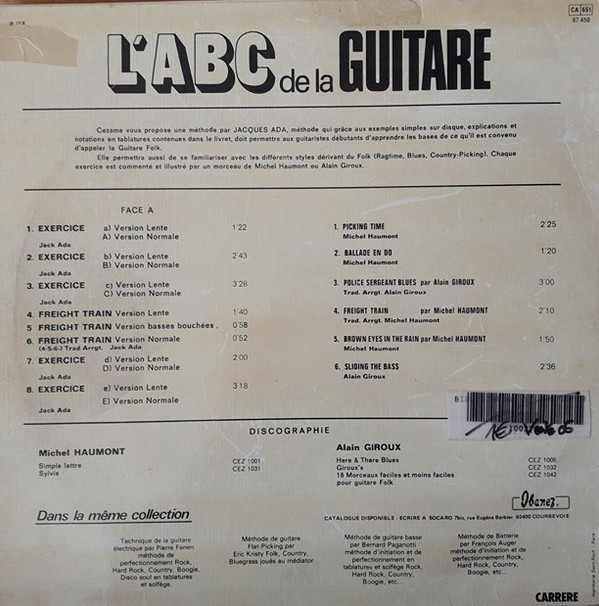 ℗ 1978
CA 651
67.458
L'ABC de la GUITARE
Cezame vous propose une méthode par JACQUES ADA, méthode qui grâce aux exemples simples sur disque, explications et
notations en tablatures contenues dans le livret, doit permettre aux guitaristes débutants d'apprendre les bases de ce qu'il est convenu
d'appeler la Guitare Folk.
Elle permettra aussi de se familiariser avec les différents styles dérivant du Folk (Ragtime, Blues, Country-Picking). Chaque
exercice est commenté et illustré par un morceau de Michel Haumont ou Alain Giroux.
FACE A
1. EXERCICE a) Version Lente 1'22
A) Version Normale
Jack Ada
2. EXERCICE b) Version Lente 2'43
B) Version Normale
Jack Ada
3. EXERCICE c) Version Lente 3'28
C) Version Normale
Jack Ada
4. FREIGHT TRAIN Version Lente 1'40
5 FREIGHT TRAIN Version basses bouchées. 0'58
6. FREIGHT TRAIN Version Normale 0'52
(4-5-6-) Trad Arrgt. Jack Ada
7. EXERCICE d) Version Lente 2'00
D) Version Normale
Jack Ada
8. EXERCICE e) Version Lente 3'18
E) Version Normale
Jack Ada
1. PICKING TIME 2'25
Michel Haumont
2. BALLADE EN DO 1'20
Michel Haumont
3. POLICE SERGEANT BLUES par Alain GIROUX 3'00
Trad. Arrgt. Alain Giroux
4. FREIGHT TRAIN par Michel HAUMONT 2'10
Trad. Arrgt. Michel Haumont
5. BROWN EYES IN THE RAIN par Michel HAUMONT 1'50
Michel Haumont
6. SLIDING THE BASS 2'36
Alain Giroux
DISCOGRAPHIE
Michel HAUMONT
Simple lettre CEZ 1001
Sylvie CEZ 1031
Alain GIROUX
Here & There Blues CEZ 1006
Giroux's CEZ 1032
18 Morceaux faciles et moins faciles CEZ 1042
pour guitare Folk
Ibanez.
Dans la même collection
CATALOGUE DISPONIBLE - ECRIRE A SOCARO 7bis, rue Eugène Barbier 92400 COURBEVOIE
Technique de la guitare
électrique par Pierre Fanen
méthode de
perfectionnement Rock,
Hard Rock, Country, Boogie,
Disco soul en tablatures
et solfège.
Méthode de guitare
Flat-Picking par
Eric Kristy Folk, Country,
Bluegrass joués au médiator
Méthode de guitare basse
par Bernard Paganotti
méthode d'initiation et de
perfectionnement en
tablatures et solfège Rock,
Hard Rock, Country,
Boogie, etc...
Méthode de Batterie
par François Auger
méthode d'initiation et de
perfectionnement Rock,
Hard Rock, Country,
Boogie, etc...
CARRERE
Imprimerie Saint-Roch - Paris